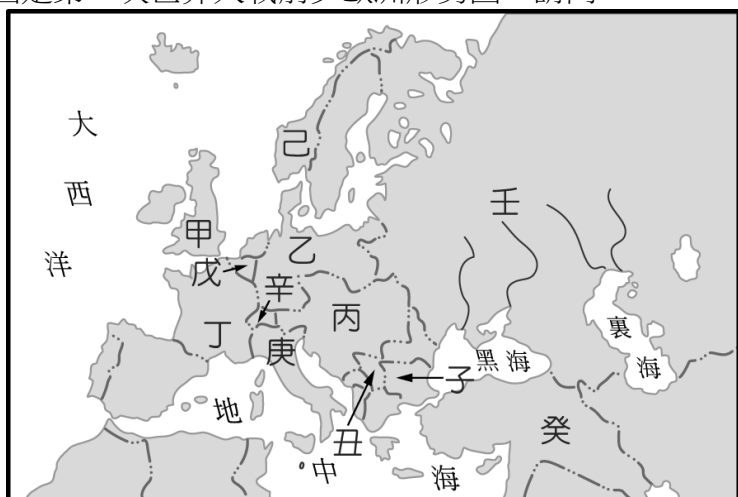 大
西
洋
己
壬
甲
乙
戊
辛
丙
丁
庚
裏
海
黑海
子
地
癸
丑
中
海